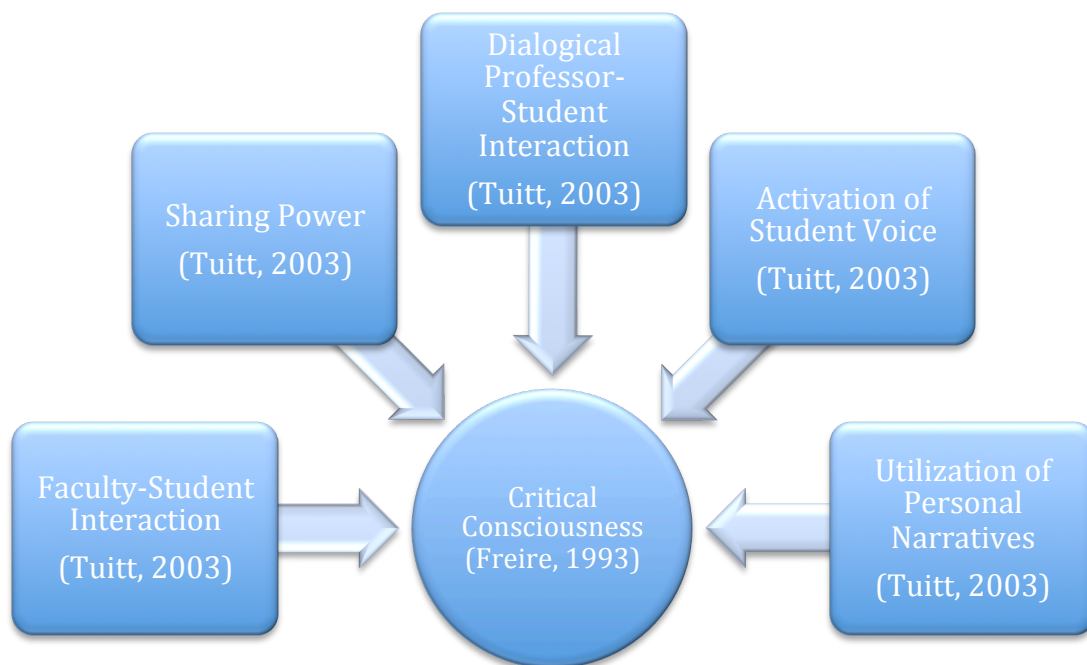 Faculty-Student
Interaction
(Tuitt, 2003)
Sharing Power
(Tuitt, 2003)
Dialogical
Professor-
Student
Interaction
(Tuitt, 2003)
Activation of
Student Voice
(Tuitt, 2003)
Utilization of
Personal
Narratives
(Tuitt, 2003)
Critical
Consciousness
(Freire, 1993)